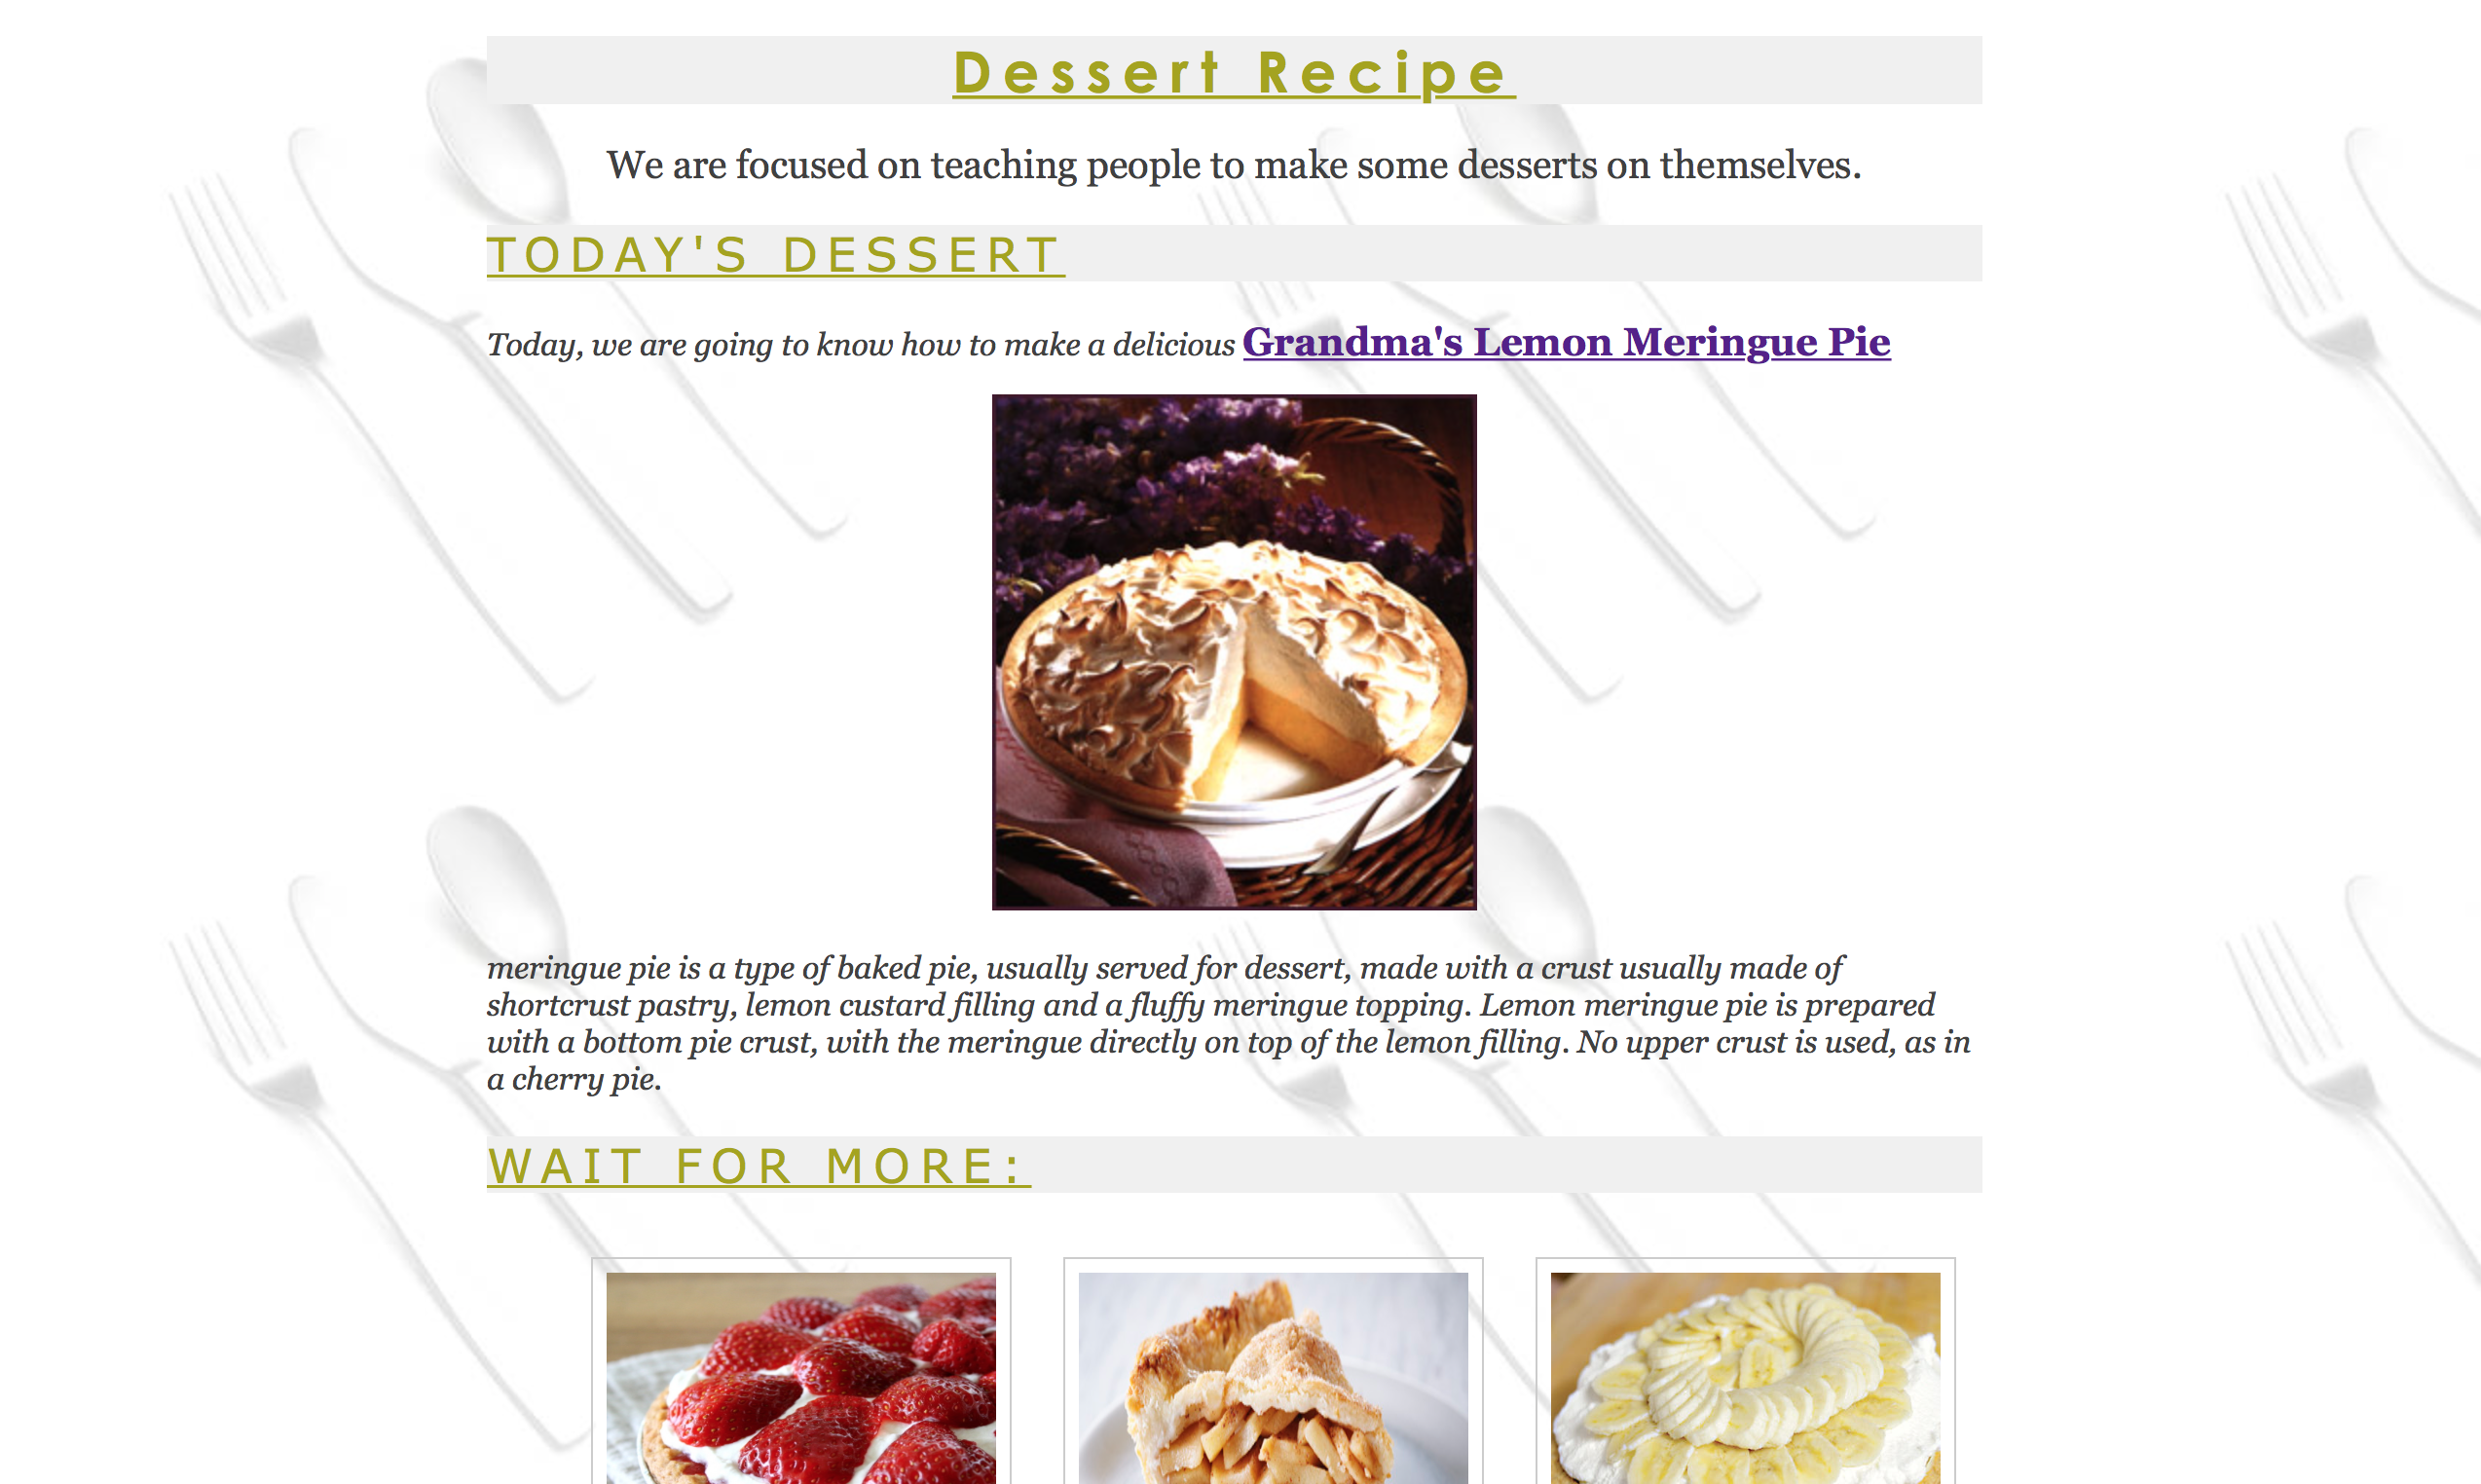 Dessert Recipe
We are focused on teaching people to make some desserts on themselves.
TODAY'S DESSERT
Today, we are going to know how to make a delicious Grandma's Lemon Meringue Pie
meringue pie is a type of baked pie, usually served for dessert, made with a crust usually made of
shortcrust pastry, lemon custard filling and a fluffy meringue topping. Lemon meringue pie is prepared
with a bottom pie crust, with the meringue directly on top of the lemon filling. No upper crust is used, as in
a cherry pie.
WAIT FOR MORE: